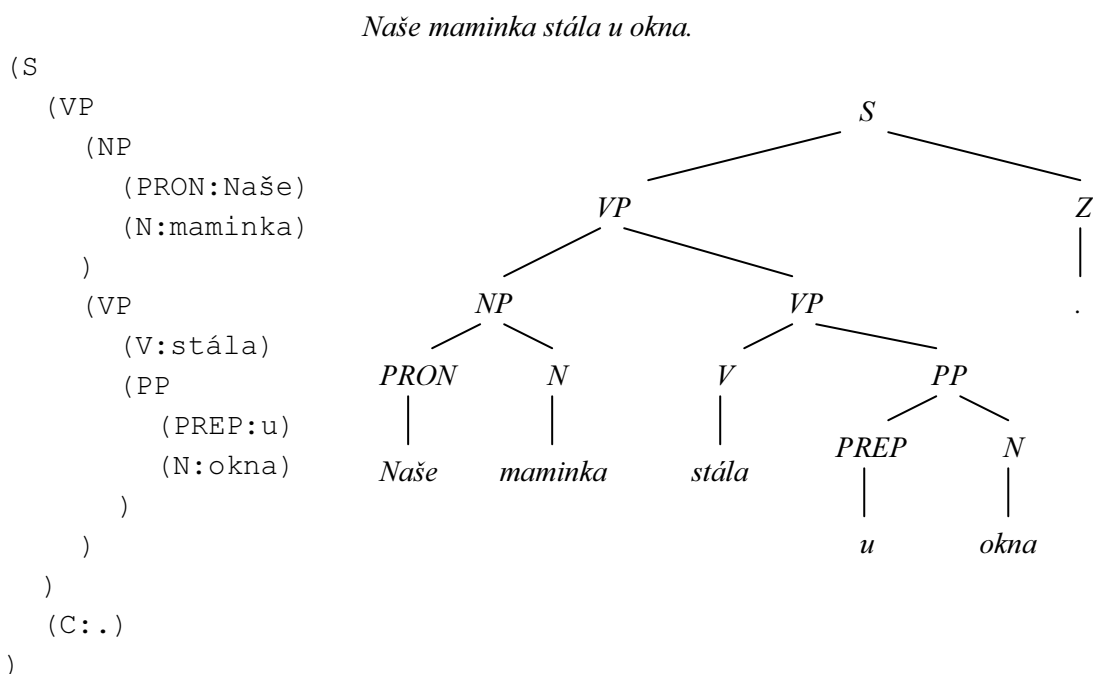 Naše maminka stála u okna.
(S
(VP
(NP
(PRON:Naše)
(N:maminka)
)
(VP
(V:stála)
(PP
(PREP:u)
(N:okna)
)
)
)
(C:.)
)
S
VP Z
NP VP .
PRON N V PP
Naše maminka stála PREP N
u okna